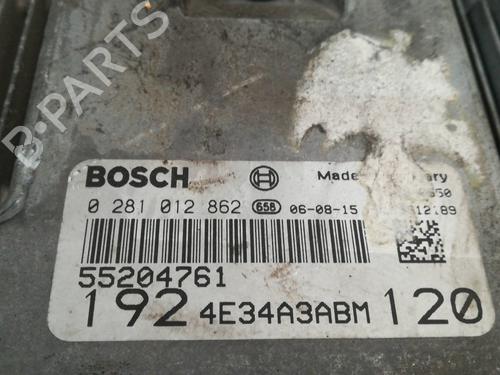 B-PARTS
BOSCH Made
0 281 012 862 658 06-08-15
55204761
192 4E34A3ABM 120